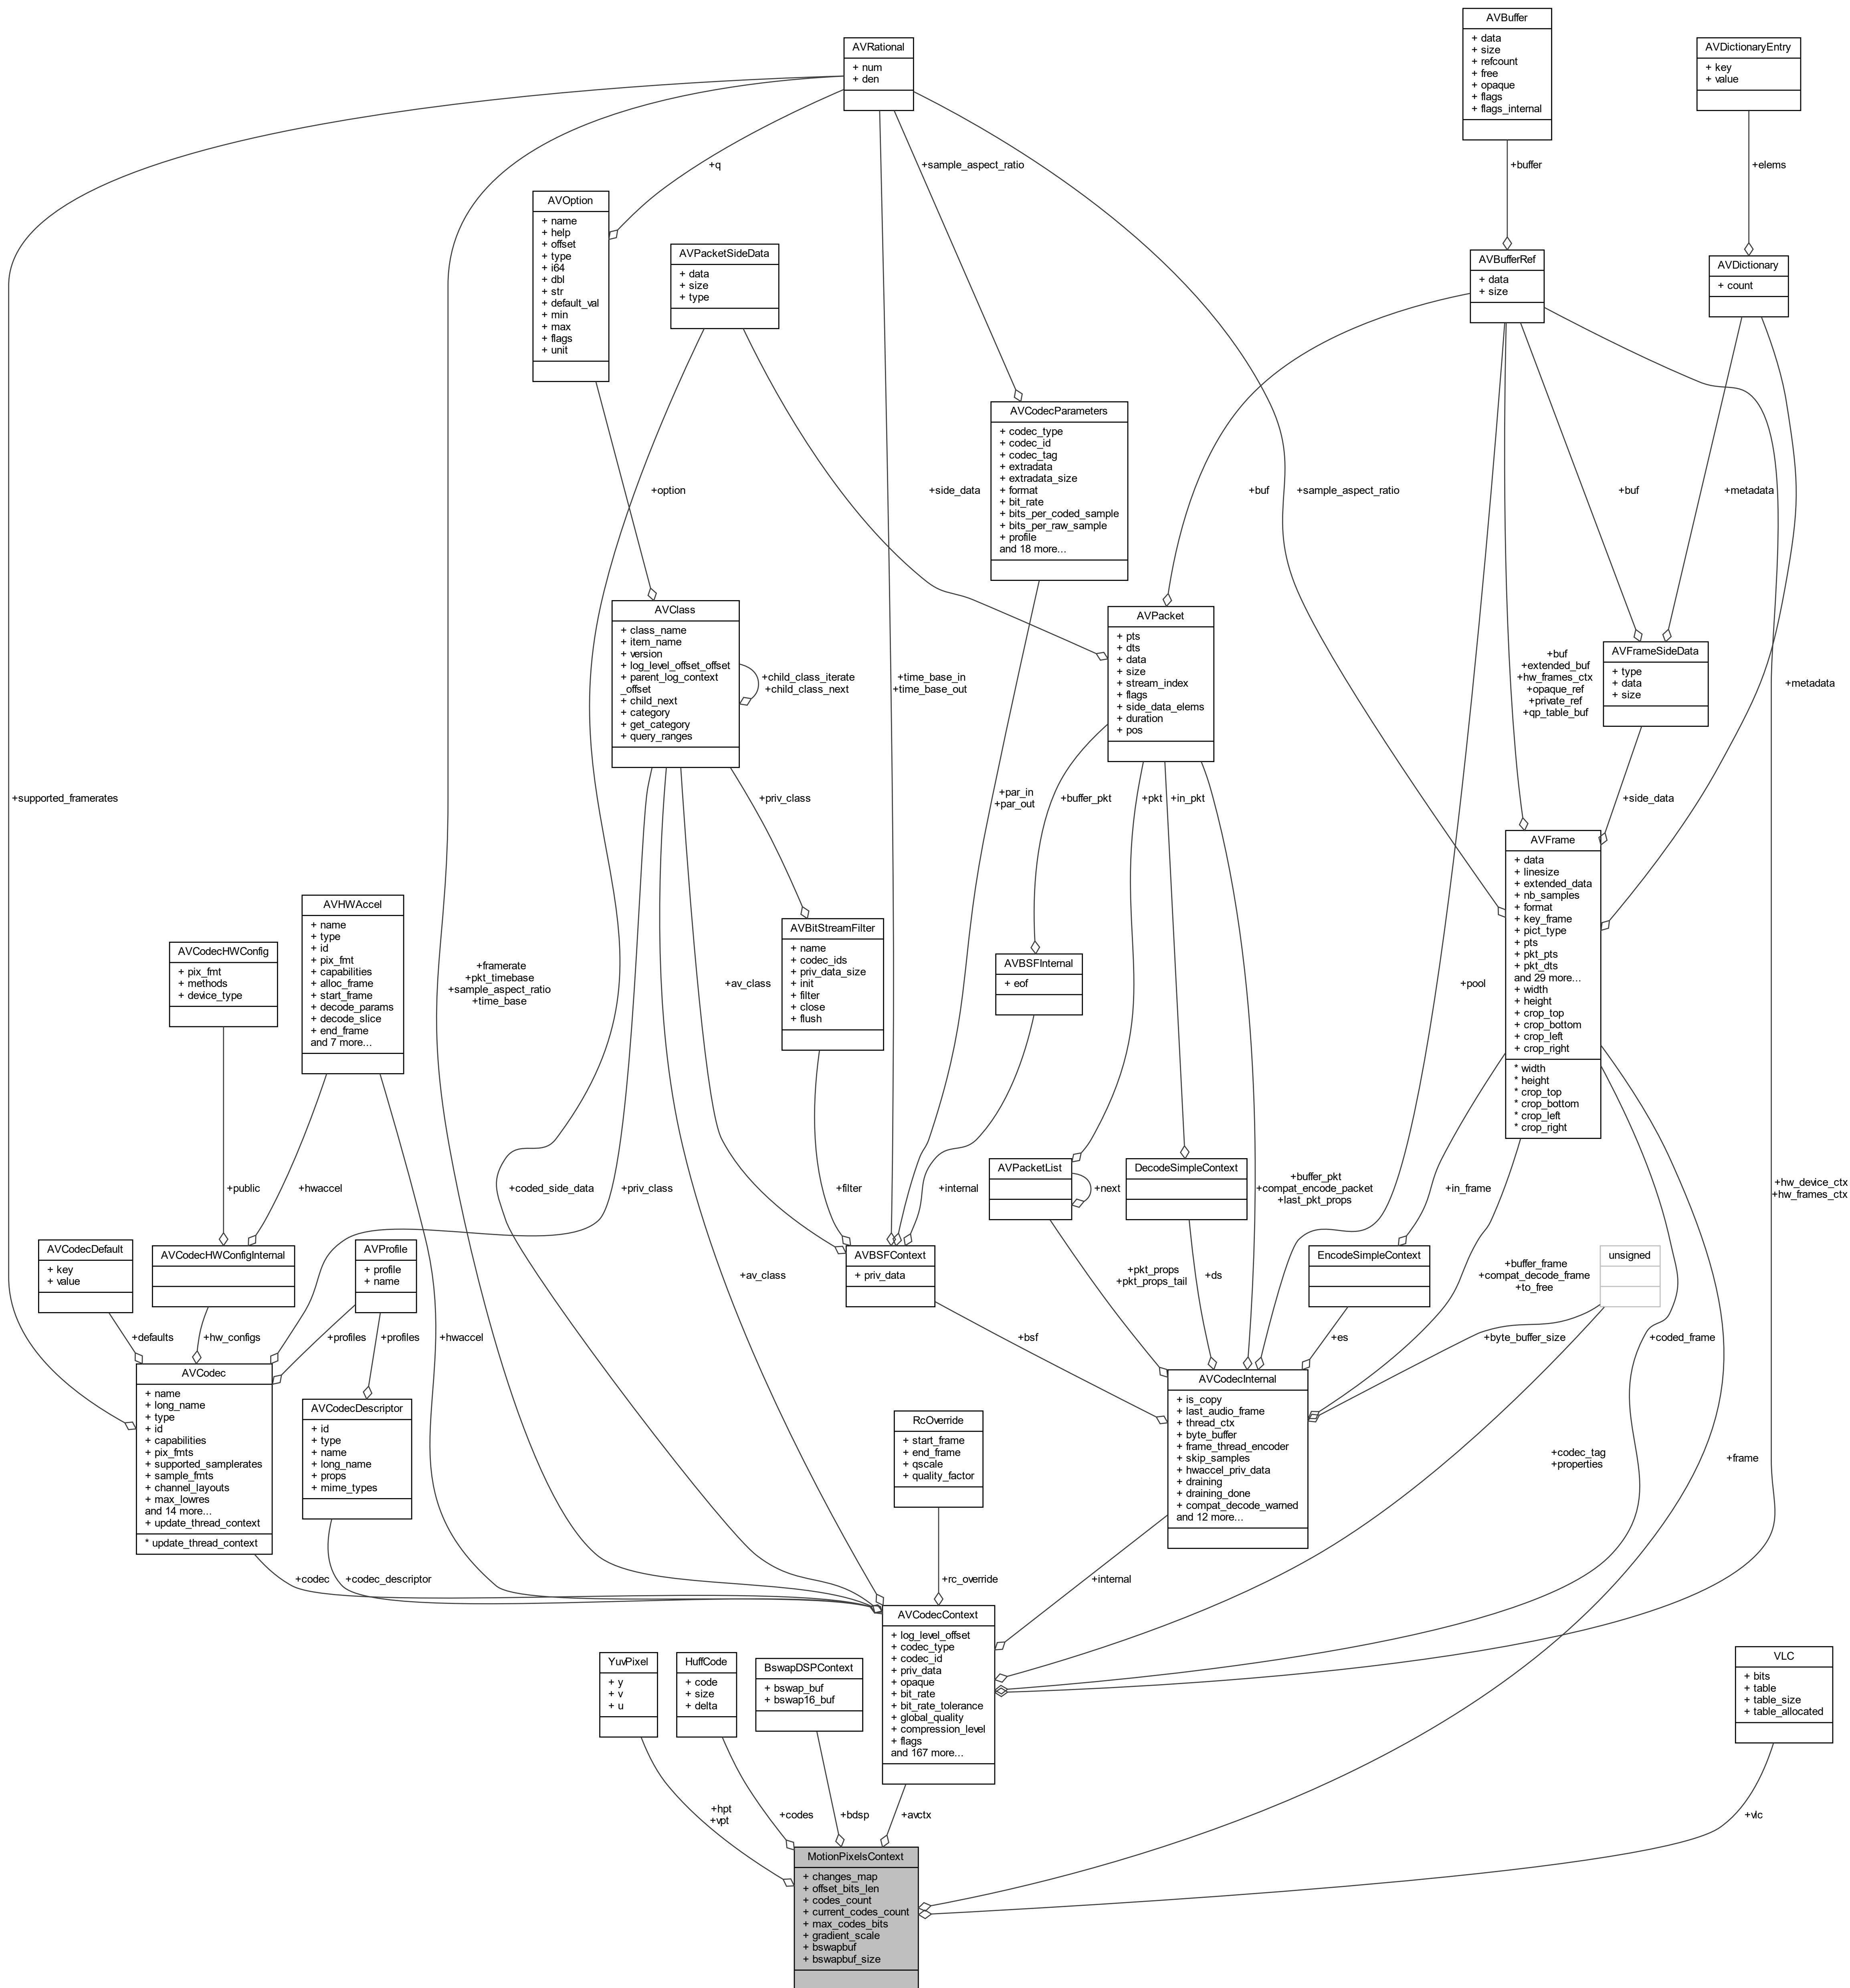 AVBuffer
+ data
+ size
+ refcount
+ free
+ opaque
+ flags
+ flags_internal
AVRational
+ num
+ den
AVDictionaryEntry
+ key
+ value
+q
+sample_aspect_ratio
+buffer
+elems
AVOption
+ name
+ help
+ offset
+ type
+ i64
+ dbl
+ str
+ default_val
+ min
+ max
+ flags
+ unit
AVPacketSideData
+ data
+ size
+ type
AVBufferRef
+ data
+ size
AVDictionary
+ count
AVCodecParameters
+ codec_type
+ codec_id
+ codec_tag
+ extradata
+ extradata_size
+ format
+ bit_rate
+ bits_per_coded_sample
+ bits_per_raw_sample
+ profile
and 18 more...
+option
+side_data
+buf
+sample_aspect_ratio
+buf
+metadata
AVClass
+ class_name
+ item_name
+ version
+ log_level_offset_offset
+ parent_log_context
_offset
+ child_next
+ category
+ get_category
+ query_ranges
+child_class_iterate
+child_class_next
+time_base_in
+time_base_out
AVPacket
+ pts
+ dts
+ data
+ size
+ stream_index
+ flags
+ side_data_elems
+ duration
+ pos
+buf
+extended_buf
+hw_frames_ctx
+opaque_ref
+private_ref
+qp_table_buf
AVFrameSideData
+ type
+ data
+ size
+metadata
+supported_framerates
+priv_class
+par_in
+par_out
+buffer_pkt
+pkt
+in_pkt
+side_data
AVFrame
+ data
+ linesize
+ extended_data
+ nb_samples
+ format
+ key_frame
+ pict_type
+ pts
+ pkt_pts
+ pkt_dts
and 29 more...
+ width
+ height
+ crop_top
+ crop_bottom
+ crop_left
+ crop_right
* width
* height
* crop_top
* crop_bottom
* crop_left
* crop_right
AVHWAccel
+ name
+ type
+ id
+ pix_fmt
+ capabilities
+ alloc_frame
+ start_frame
+ decode_params
+ decode_slice
+ end_frame
and 7 more...
AVCodecHWConfig
+ pix_fmt
+ methods
+ device_type
+framerate
+pkt_timebase
+sample_aspect_ratio
+time_base
+av_class
AVBitStreamFilter
+ name
+ codec_ids
+ priv_data_size
+ init
+ filter
+ close
+ flush
AVBSFInternal
+ eof
+pool
+public
+hwaccel
+coded_side_data
+priv_class
+filter
+internal
AVPacketList
+next
DecodeSimpleContext
+buffer_pkt
+compat_encode_packet
+last_pkt_props
+in_frame
+hw_device_ctx
+hw_frames_ctx
AVCodecDefault
+ key
+ value
AVCodecHWConfigInternal
AVProfile
+ profile
+ name
+av_class
AVBSFContext
+ priv_data
+pkt_props
+pkt_props_tail
+ds
EncodeSimpleContext
+buffer_frame
+compat_decode_frame
+to_free
unsigned
+defaults
+hw_configs
+profiles
+profiles
+hwaccel
+bsf
+es
+byte_buffer_size
+coded_frame
AVCodec
+ name
+ long_name
+ type
+ id
+ capabilities
+ pix_fmts
+ supported_samplerates
+ sample_fmts
+ channel_layouts
+ max_lowres
and 14 more...
+ update_thread_context
* update_thread_context
AVCodecDescriptor
+ id
+ type
+ name
+ long_name
+ props
+ mime_types
RcOverride
+ start_frame
+ end_frame
+ qscale
+ quality_factor
AVCodecInternal
+ is_copy
+ last_audio_frame
+ thread_ctx
+ byte_buffer
+ frame_thread_encoder
+ skip_samples
+ hwaccel_priv_data
+ draining
+ draining_done
+ compat_decode_warned
and 12 more...
+codec_tag
+properties
+frame
+codec
+codec_descriptor
+rc_override
+internal
YuvPixel
+ y
+ v
+ u
HuffCode
+ code
+ size
+ delta
BswapDSPContext
+ bswap_buf
+ bswap16_buf
AVCodecContext
+ log_level_offset
+ codec_type
+ codec_id
+ priv_data
+ opaque
+ bit_rate
+ bit_rate_tolerance
+ global_quality
+ compression_level
+ flags
and 167 more...
VLC
+ bits
+ table
+ table_size
+ table_allocated
+hpt
+vpt
+codes
+bdsp
+avctx
+vlc
MotionPixelsContext
+ changes_map
+ offset_bits_len
+ codes_count
+ current_codes_count
+ max_codes_bits
+ gradient_scale
+ bswapbuf
+ bswapbuf_size